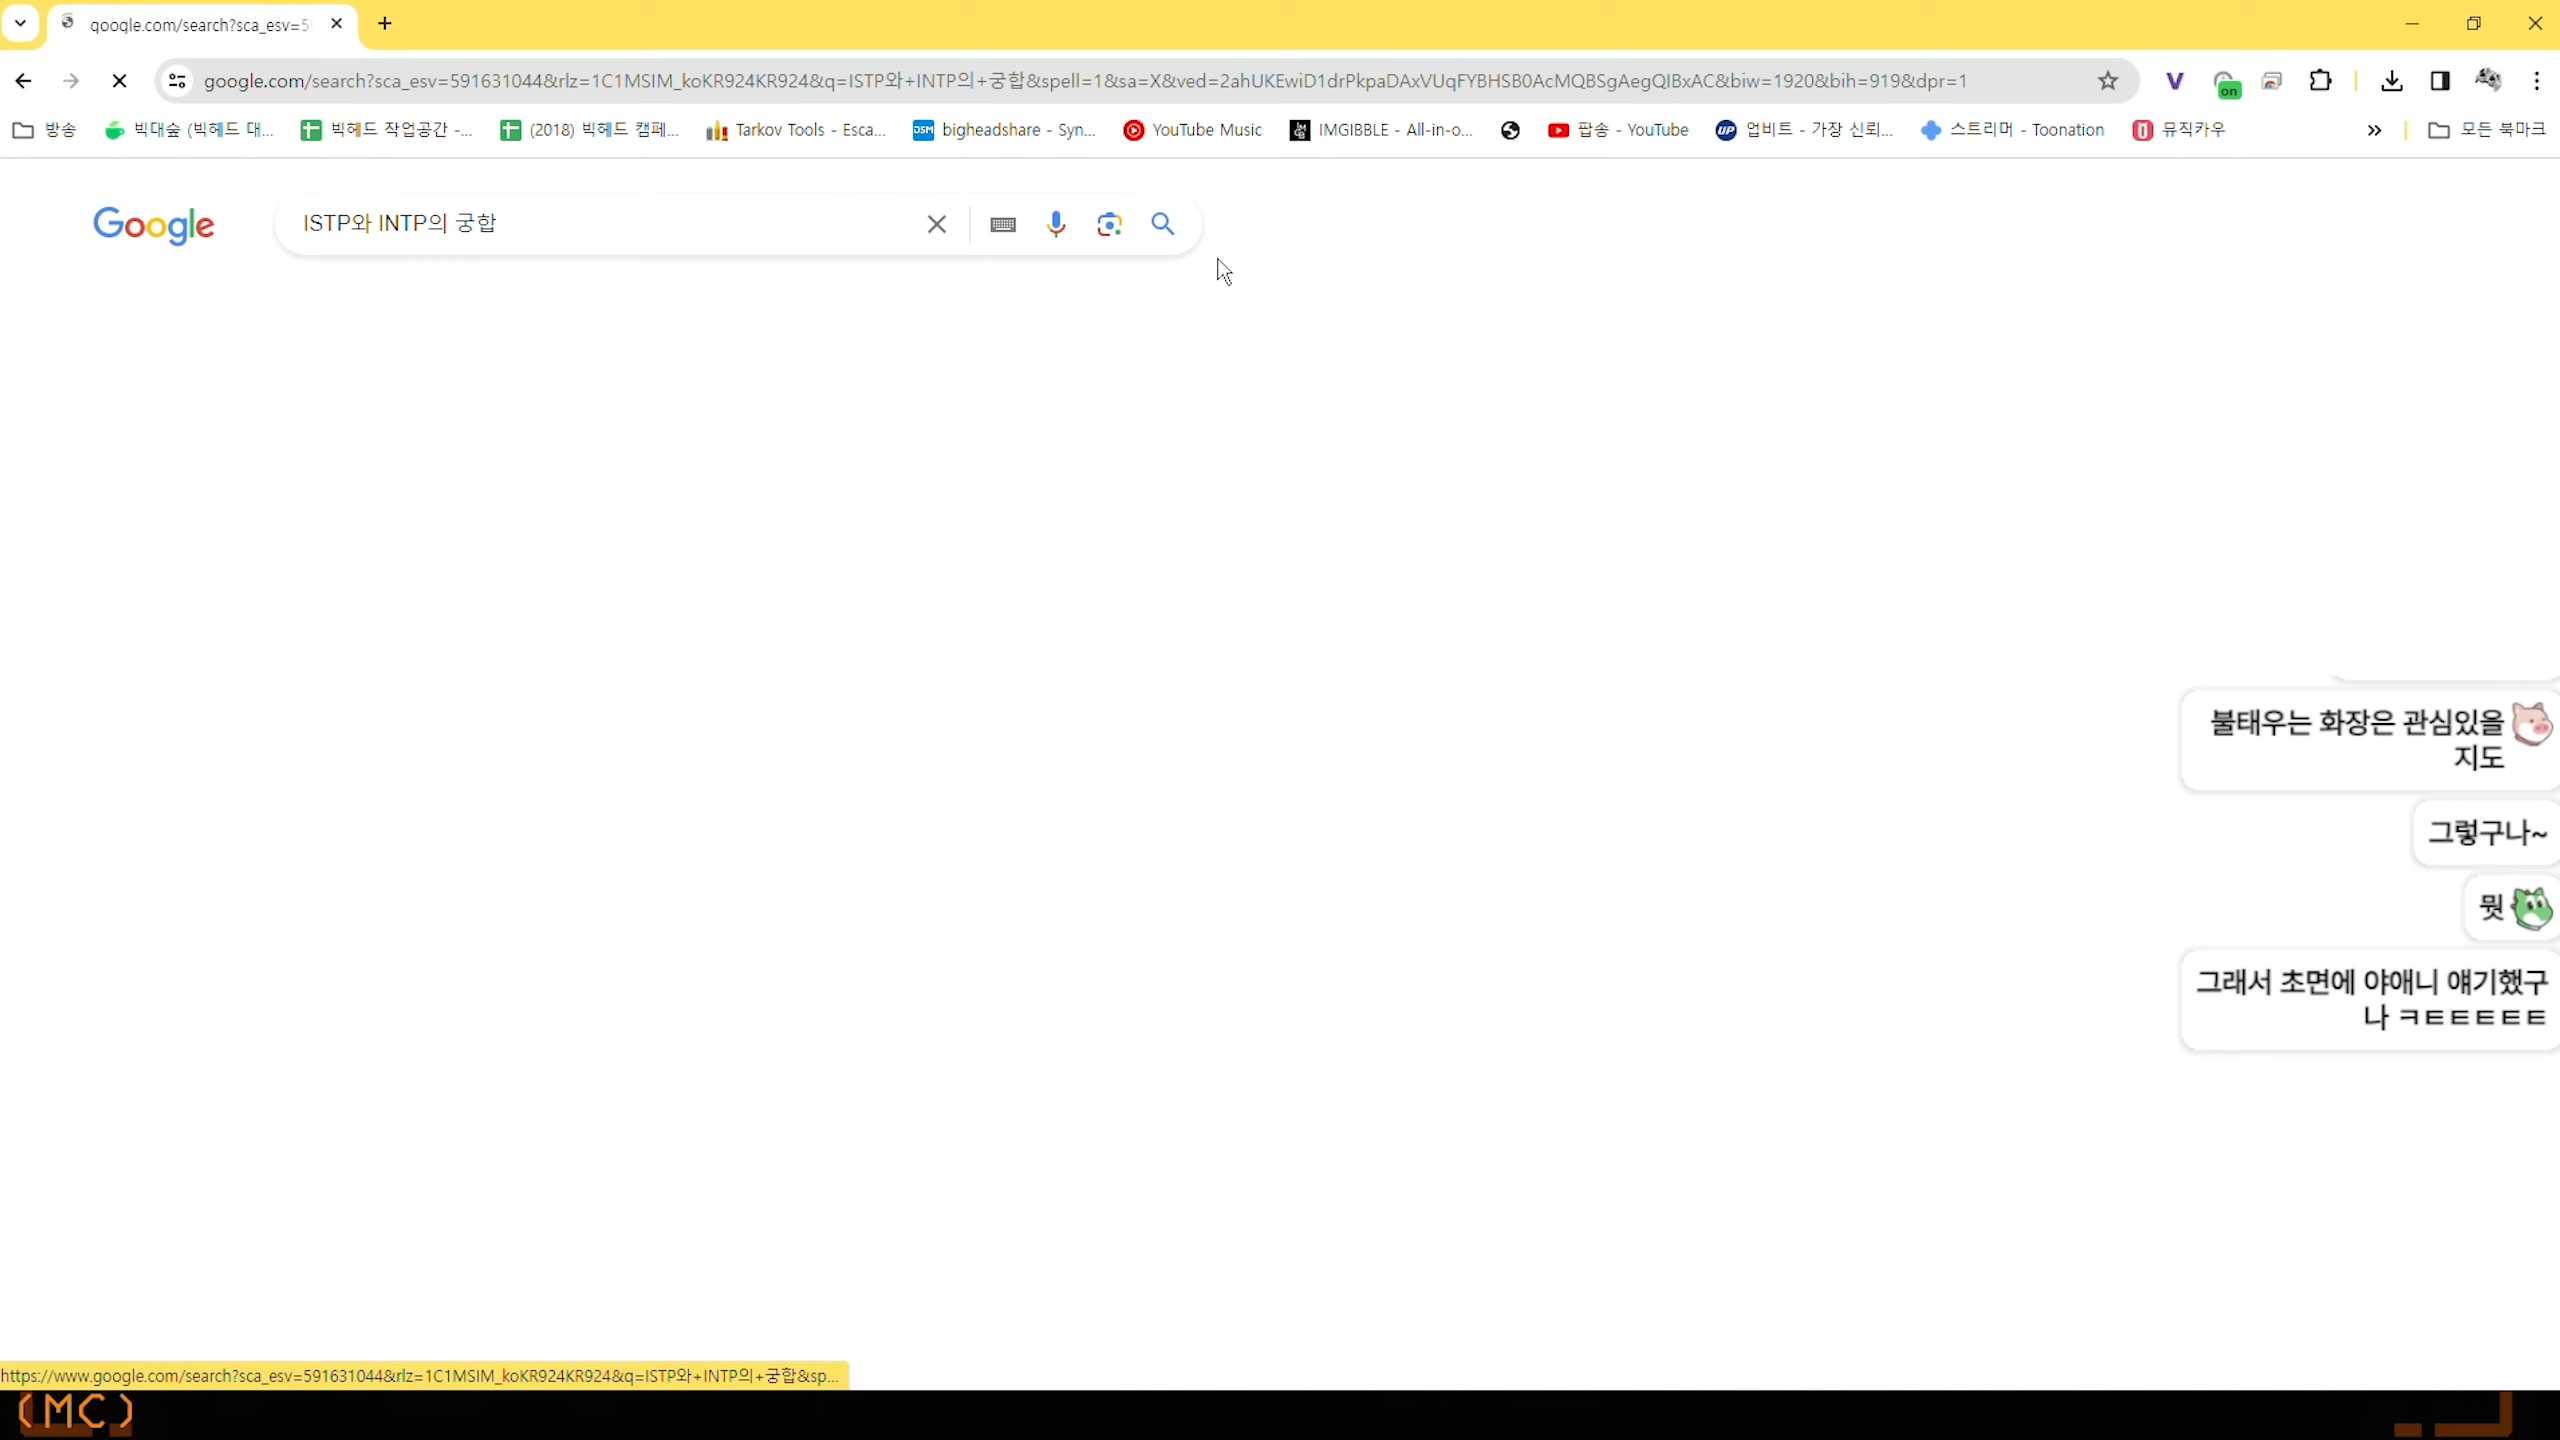 google.com/search?sca_esv=5
google.com/search?sca_esv=591631044&rlz=1C1MSIM_koKR924KR924&q=ISTP와+INTP의+궁합&spell=1&sa=X&ved=2ahUKEwiD1drPkpaDAxVUqFYBHSB0AcMQBSgAegQIBxAC&biw=1920&bih=919&dpr=1
on
방송
빅대숲 (빅헤드 대...
빅헤드 작업공간 -...
(2018) 빅헤드 캠페...
Tarkov Tools - Esca...
DSM
bigheadshare - Syn...
YouTube Music
IMGIBBLE - All-in-o...
팝송 - YouTube
UP
업비트 - 가장 신뢰...
스트리머 - Toonation
뮤직카우
모든 북마크
Google
ISTP와 INTP의 궁합
불태우는 화장은 관심있을
지도
그렇구나~
뭣
그래서 초면에 야애니 얘기했구
나 ㅋㅌㅌㅌㅌㅌ
https://www.google.com/search?sca_esv=591631044&rlz=1C1MSIM_koKR924KR924&q=ISTP와+INTP의+궁합&sp...
(MC)